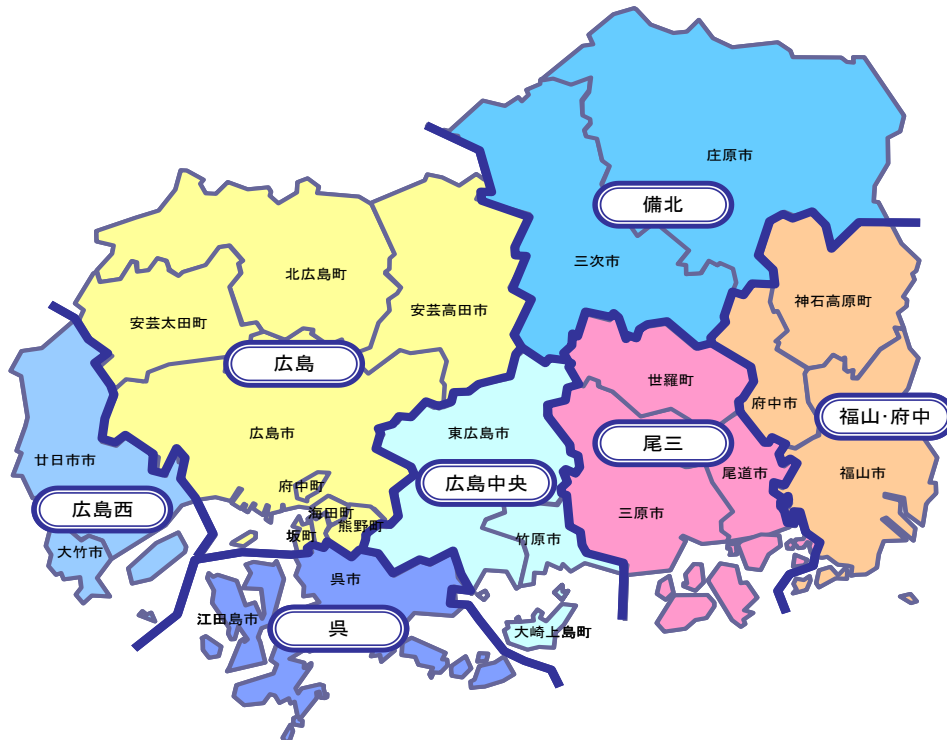 庄原市
備北
三次市
北広島町
安芸高田市
神石高原町
安芸太田町
広島
世羅町
府中市
福山・府中
広島市
東広島市
尾三
廿日市市
広島中央
尾道市
福山市
府中町
広島西
海田町
熊野町
三原市
坂町
竹原市
大竹市
呉市
江田島市
呉
大崎上島町